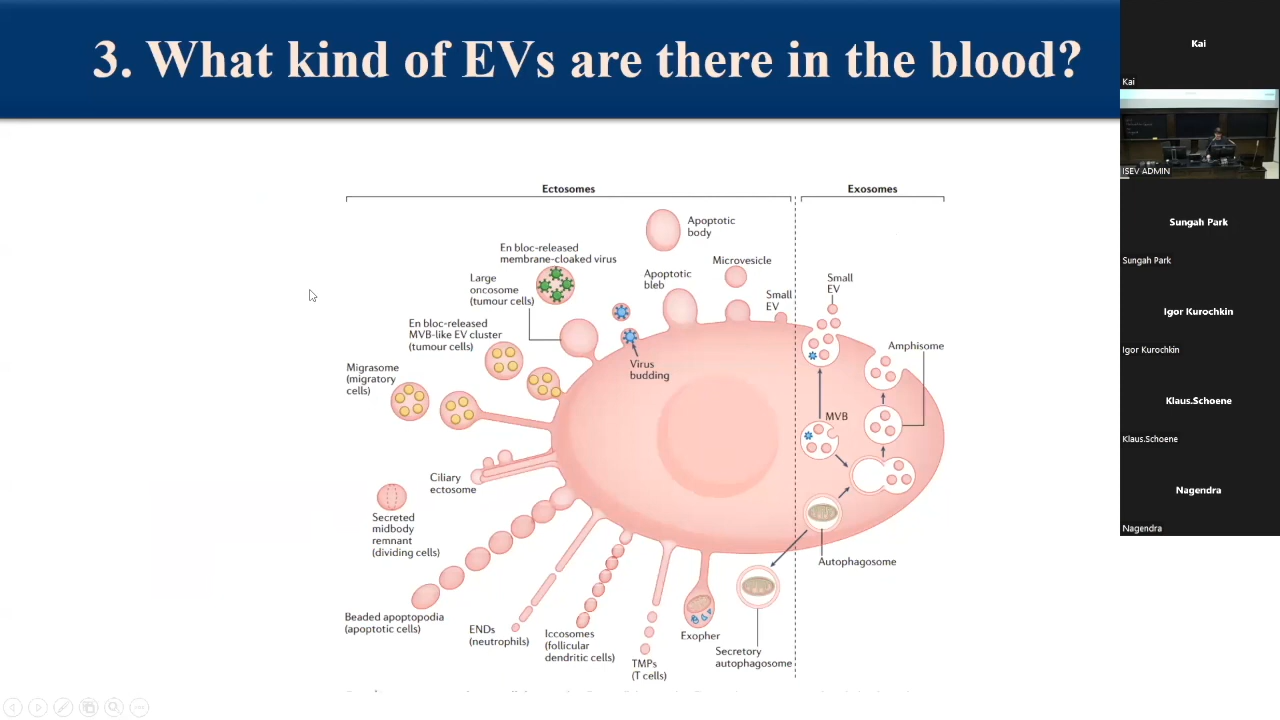 3. What kind of EVs are there in the blood?
Ectosomes
Exosomes
Apoptotic
body
En bloc-released
membrane-cloaked virus
Microvesicle
Large
oncosome
(tumour cells)
Apoptotic
bleb
Small
EV
Small
EV
En bloc-released
MVB-like EV cluster
(tumour cells)
Virus
budding
Amphisome
Migrasome
(migratory
cells)
MVB
Ciliary
ectosome
Secreted
midbody
remnant
(dividing cells)
Autophagosome
Beaded apoptopodia
(apoptotic cells)
ENDs
(neutrophils)
Iccosomes
(follicular
dendritic cells)
TMPs
(T cells)
Exopher
Secretory
autophagosome
Kai
Kai
ISEV ADMIN
Sungah Park
Sungah Park
Igor Kurochkin
Igor Kurochkin
Klaus.Schoene
Klaus.Schoene
Nagendra
Nagendra